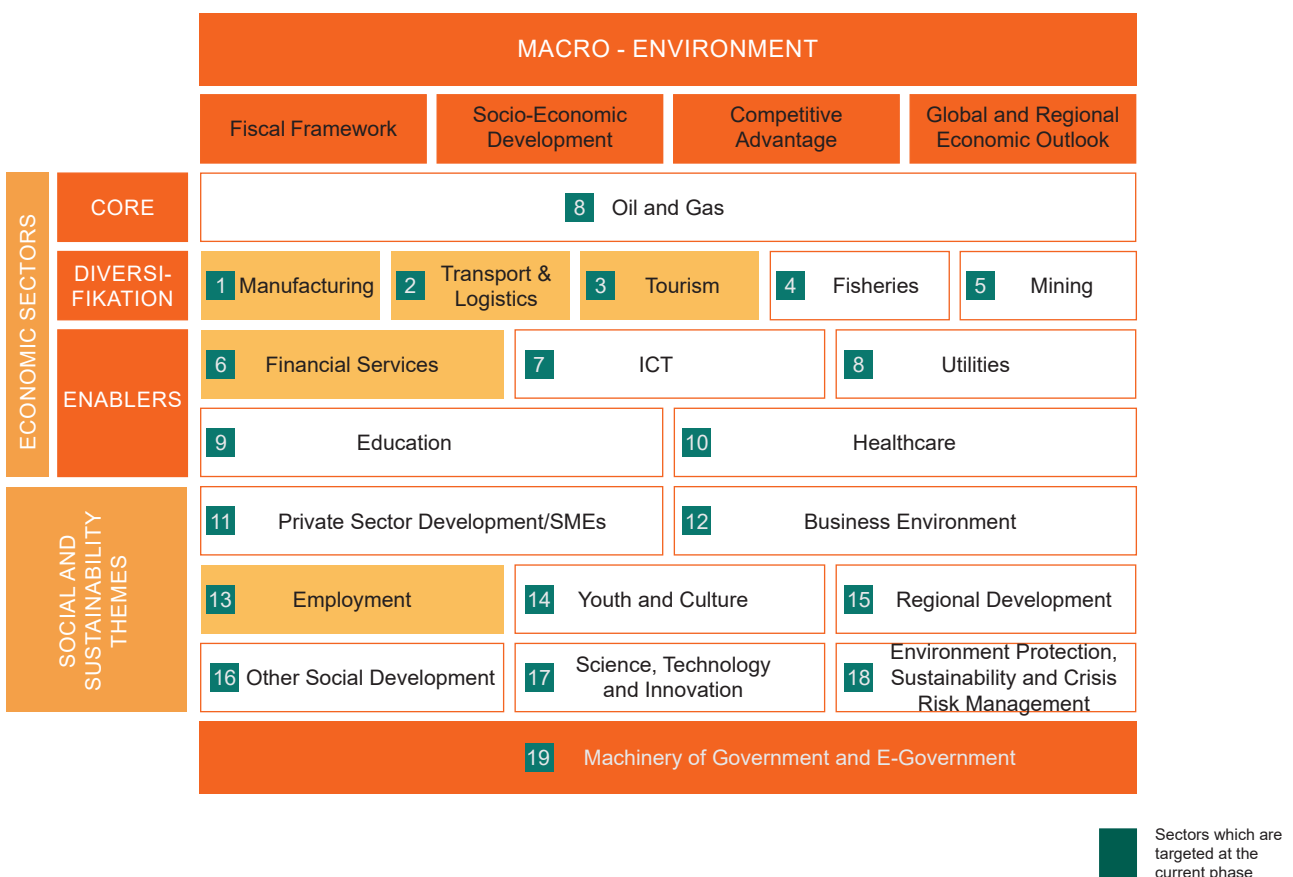 MACRO - ENVIRONMENT
Fiscal Framework
Socio-Economic
Development
Competitive
Advantage
Global and Regional
Economic Outlook
ECONOMIC SECTORS
CORE
8 Oil and Gas
DIVERSI-
FIKATION
1 Manufacturing
2 Transport &
Logistics
3 Tourism
4 Fisheries
5 Mining
ENABLERS
6 Financial Services
7 ICT
8 Utilities
9 Education
10 Healthcare
SOCIAL AND
SUSTAINABILITY
THEMES
11 Private Sector Development/SMEs
12 Business Environment
13 Employment
14 Youth and Culture
15 Regional Development
16 Other Social Development
17 Science, Technology
and Innovation
18 Environment Protection,
Sustainability and Crisis
Risk Management
19 Machinery of Government and E-Government
Sectors which are
targeted at the
current phase